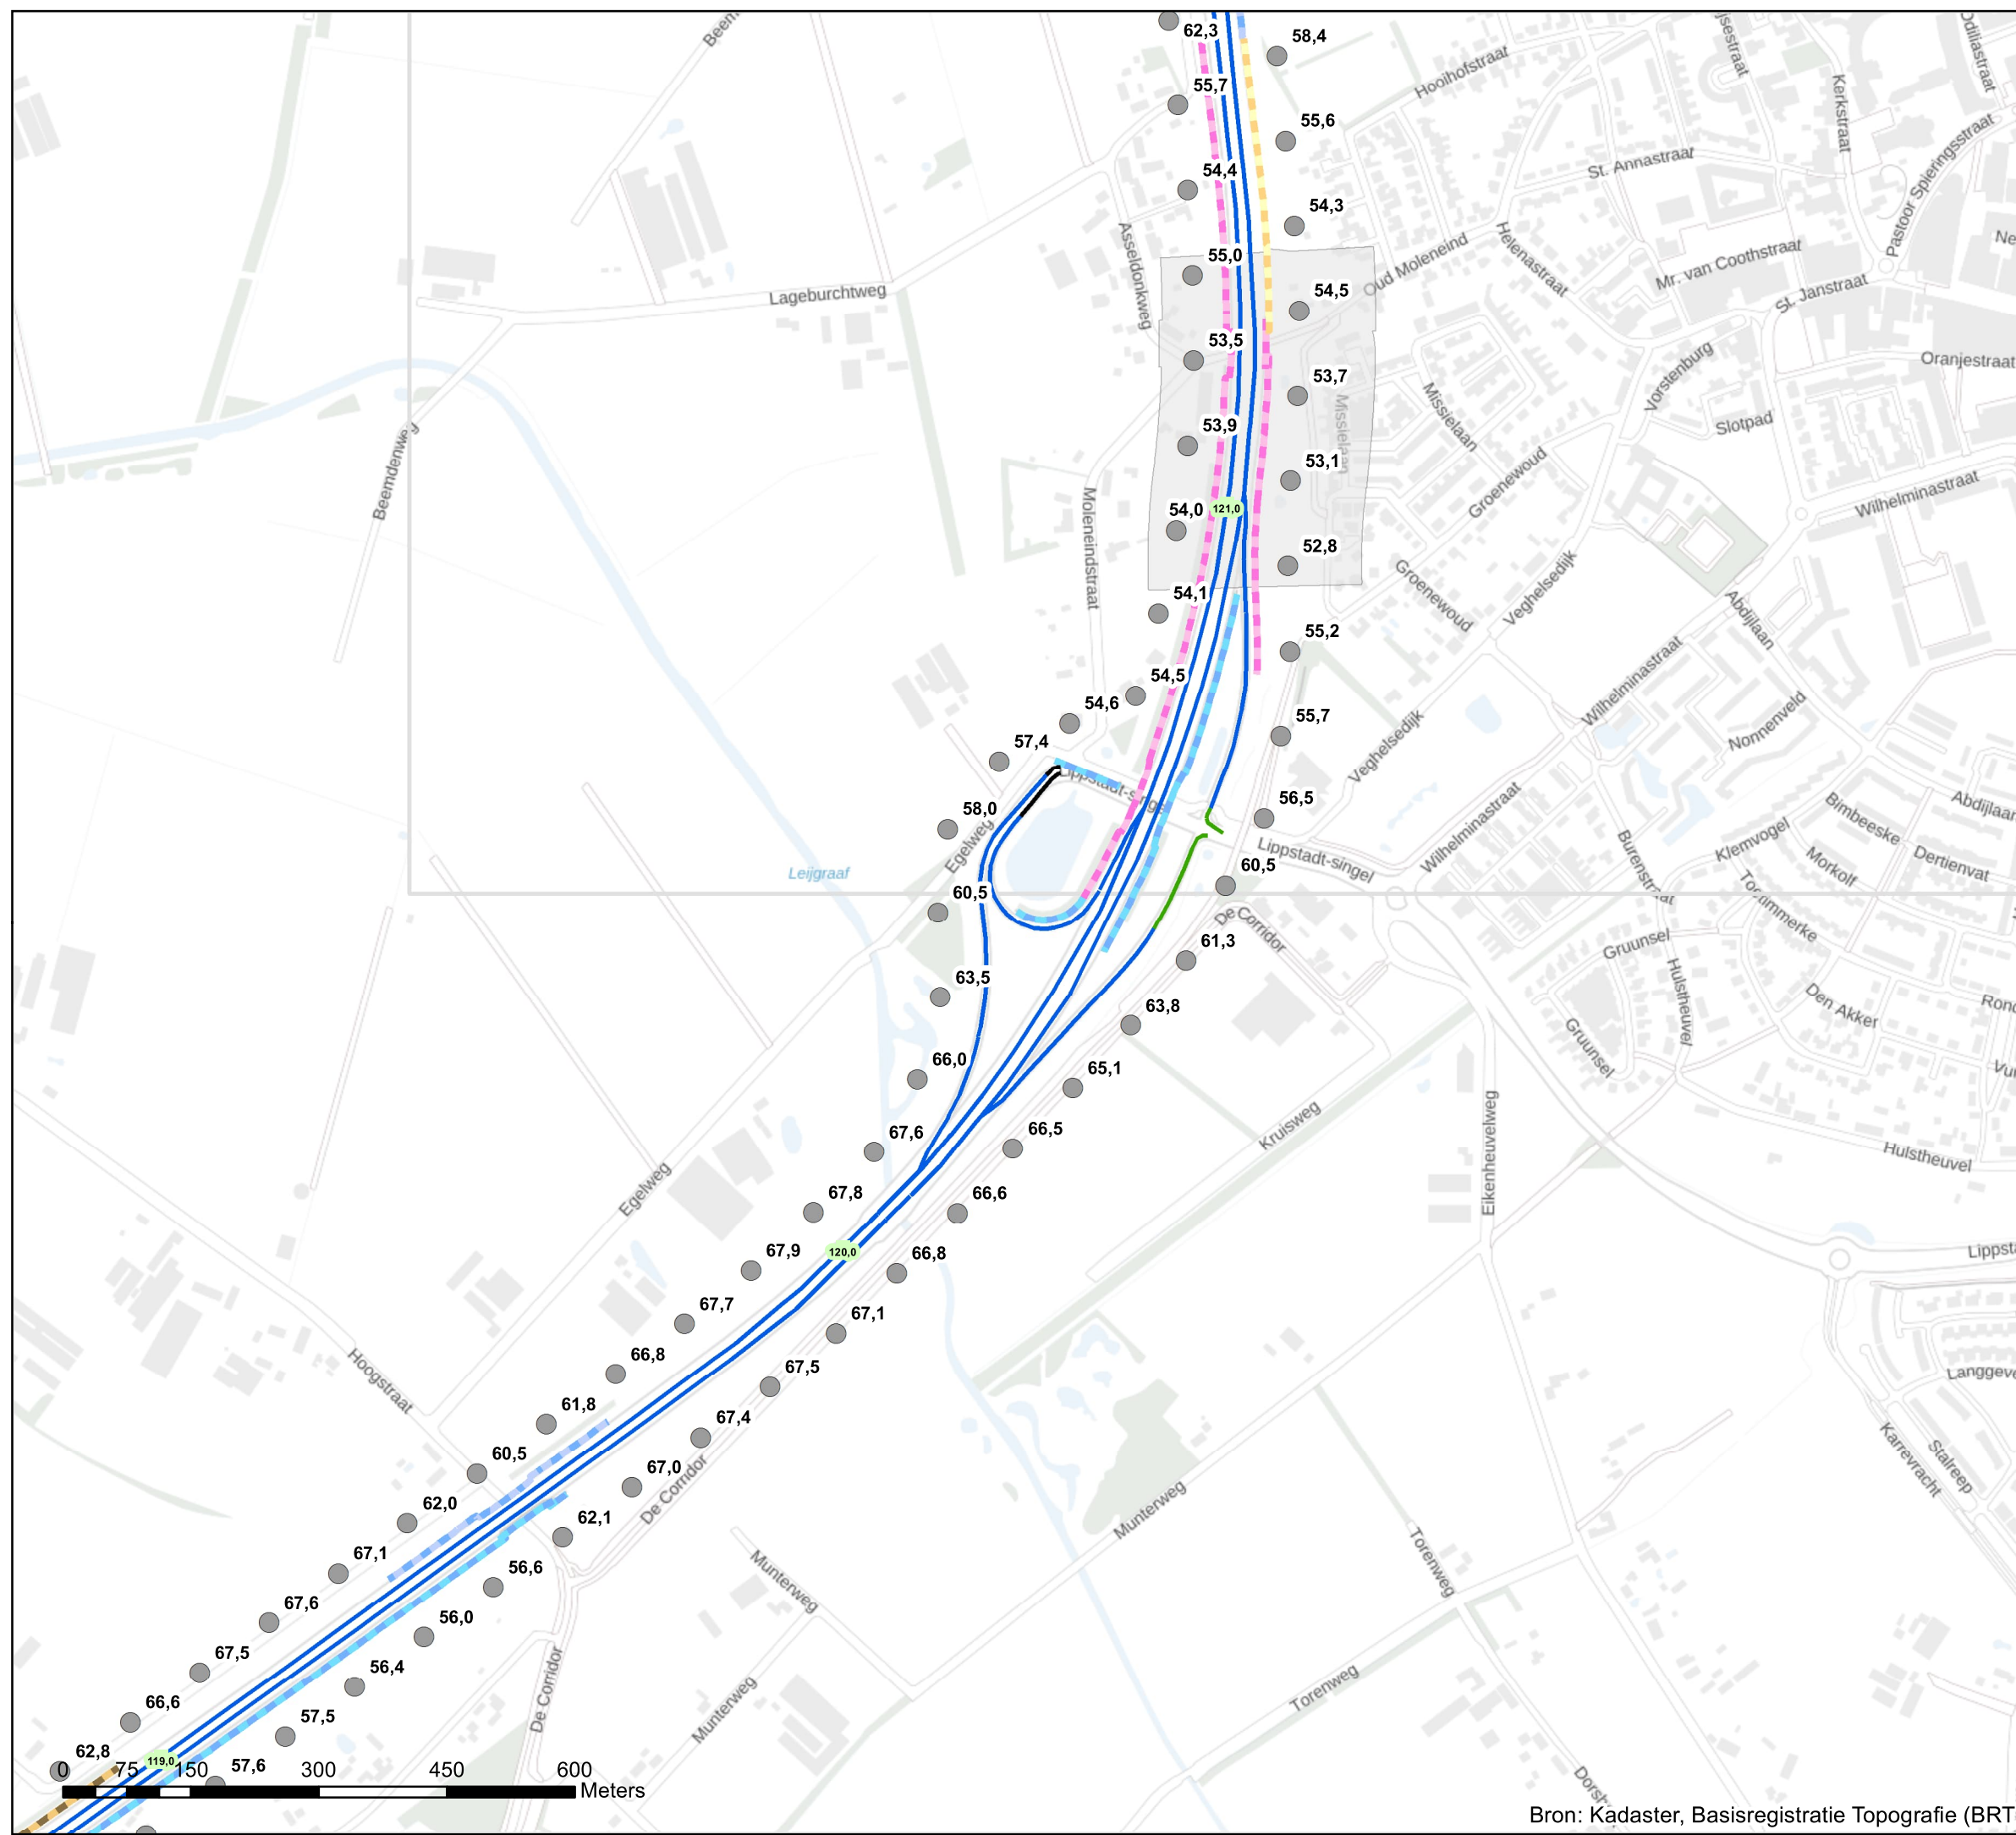 62,3
58,4
55,7
55,6
54,4
54,3
55,0
54,5
53,5
53,7
53,9
53,1
54,0
121,0
52,8
54,1
55,2
54,5
54,6
55,7
57,4
58,0
56,5
60,5
60,5
61,3
63,5
63,8
66,0
65,1
67,6
66,5
67,8
66,6
67,9
120,0
66,8
67,7
67,1
66,8
67,5
61,8
67,4
60,5
67,0
62,0
62,1
67,1
56,6
67,6
56,0
67,5
56,4
66,6
57,5
62,8
119,0
57,6
Hooihofstraat
Kerkstraat
Pastoor Spieringsstraat
St. Annastraat
Asseldonkweg
Oud Moleneind
Helenastraat
Mr. van Coothstraat
St. Janstraat
Lageburchtweg
Oranjestraat
Vorstenburg
Missielaan
Missielaan
Slotpad
Beemdenweg
Groenewoud
Wilhelminastraat
Moleneindstraat
Groenewoud
Veghelsedijk
Abdijlaan
Wilhelminastraat
Nonnenveld
Veghelsedijk
Lippstadt-singel
Egelweg
Leijgraaf
Lippstadt-singel
Wilhelminastraat
Bimbeeske
Klemvogel
Morkolf
Dertienvat
Burenstraat
De Corridor
Gruunsel
Hulstheuvel
Den Akker
Gruunsel
Kruisweg
Eikenheuvelweg
Hulstheuvel
Egelweg
Hoogstraat
Karrevracht
Stalreep
De Corridor
Munterweg
Torenweg
Munterweg
De Corridor
Munterweg
Torenweg
0 75 150 300 450 600
Meters
Bron: Kadaster, Basisregistratie Topografie (BRT